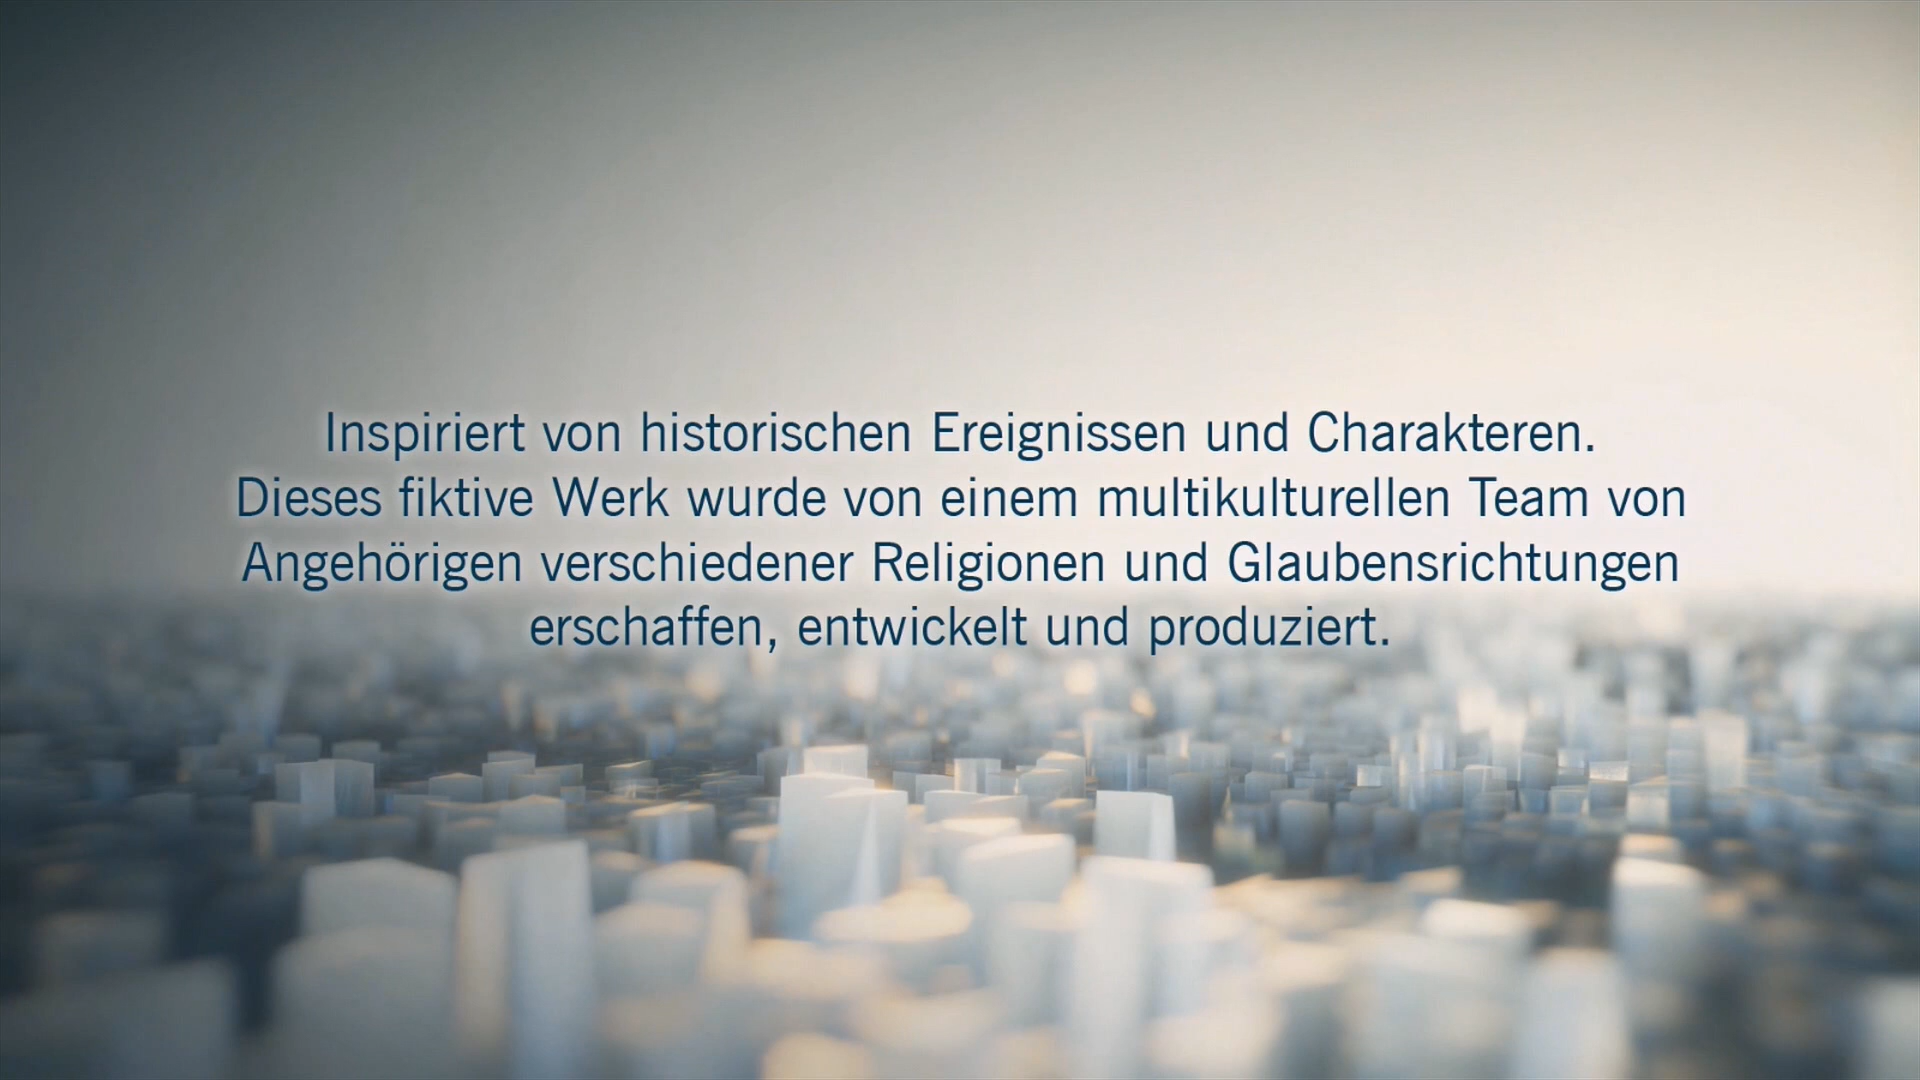 Inspiriert von historischen Ereignissen und Charakteren.
Dieses fiktive Werk wurde von einem multikulturellen Team von
Angehörigen verschiedener Religionen und Glaubensrichtungen
erschaffen, entwickelt und produziert.